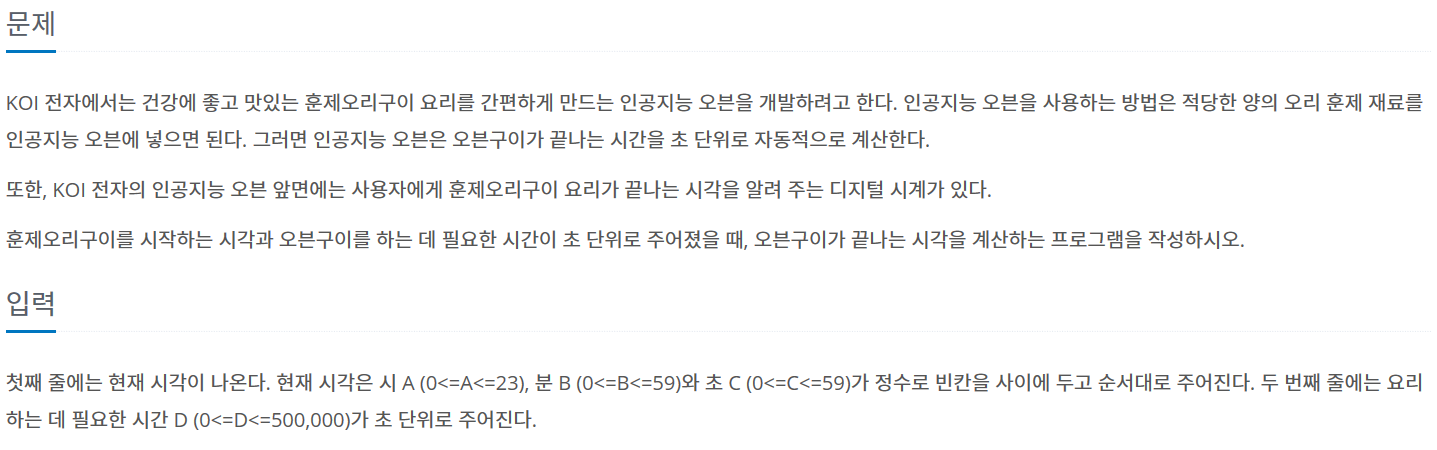 문제
KOI 전자에서는 건강에 좋고 맛있는 훈제오리구이 요리를 간편하게 만드는 인공지능 오븐을 개발하려고 한다. 인공지능 오븐을 사용하는 방법은 적당한 양의 오리 훈제 재료를
인공지능 오븐에 넣으면 된다. 그러면 인공지능 오븐은 오븐구이가 끝나는 시간을 초 단위로 자동적으로 계산한다.
또한, KOI 전자의 인공지능 오븐 앞면에는 사용자에게 훈제오리구이 요리가 끝나는 시각을 알려 주는 디지털 시계가 있다.
훈제오리구이를 시작하는 시각과 오븐구이를 하는 데 필요한 시간이 초 단위로 주어졌을 때, 오븐구이가 끝나는 시각을 계산하는 프로그램을 작성하시오.
입력
첫째 줄에는 현재 시각이 나온다. 현재 시각은 시 A (0<=A<=23), 분 B (0<=B<=59)와 초 C (0<=C<=59)가 정수로 빈칸을 사이에 두고 순서대로 주어진다. 두 번째 줄에는 요리
하는 데 필요한 시간 D (0<=D<=500,000)가 초 단위로 주어진다.